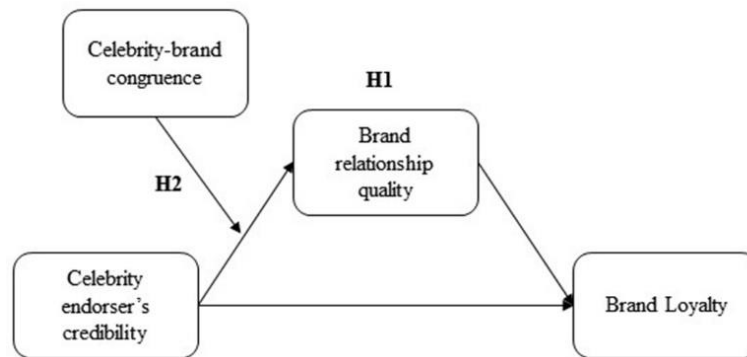 Celebrity-brand
congruence
H1
Brand
relationship
quality
H2
Celebrity
endorser’s
credibility
Brand Loyalty